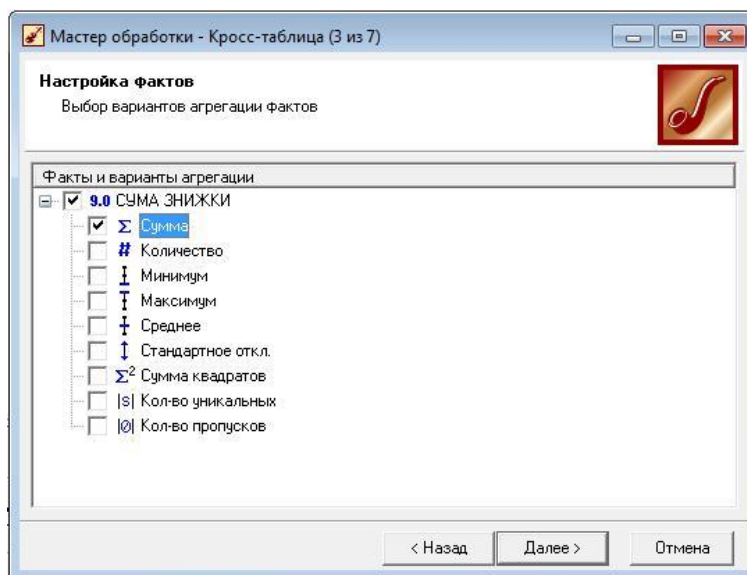 Мастер обработки - Кросс-таблица (3 из 7)
Настройка фактов
Выбор вариантов агрегации фактов
Факты и варианты агрегации
9.0 СУМА ЗНИЖКИ
Σ Сумма
# Количество
Минимум
Максимум
Среднее
Стандартное откл.
Σ² Сумма квадратов
|s| Кол-во уникальных
|0| Кол-во пропусков
< Назад
Далее >
Отмена